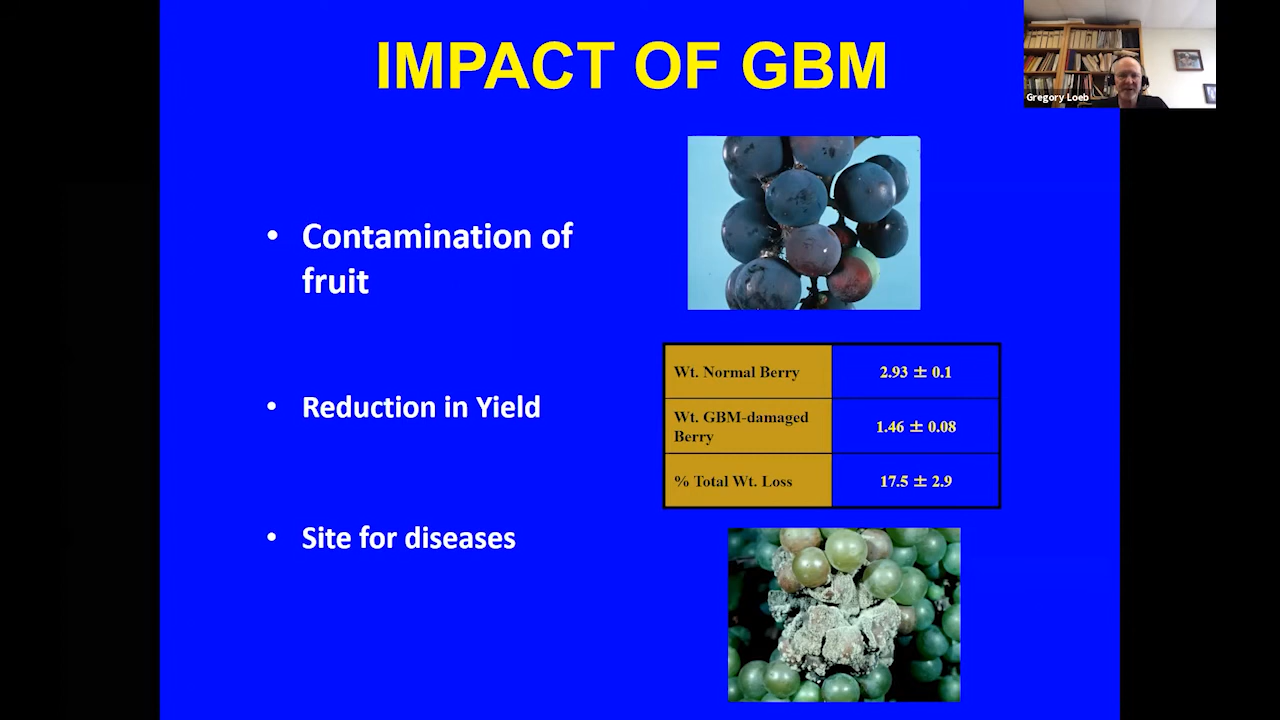 IMPACT OF GBM
Gregory Loeb
• Contamination of
fruit
• Reduction in Yield
Wt. Normal Berry 2.93 ± 0.1
Wt. GBM-damaged
Berry 1.46 ± 0.08
% Total Wt. Loss 17.5 ± 2.9
• Site for diseases